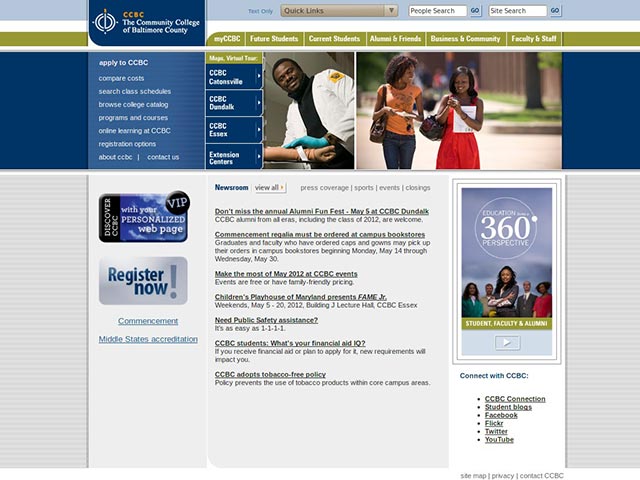 CCBC
The Community College
of Baltimore County
Text Only
Quick Links
People Search GO
Site Search GO
myCCBC Future Students Current Students Alumni & Friends Business & Community Faculty & Staff
apply to CCBC
compare costs
search class schedules
browse college catalog
programs and courses
online learning at CCBC
registration options
about ccbc | contact us
Maps, Virtual Tour:
CCBC
Catonsville
CCBC
Dundalk
CCBC
Essex
Extension
Centers
DISCOVER
CCBC
with your
PERSONALIZED
web page
VIP
Register
now!
Commencement
Middle States accreditation
Newsroom view all press coverage | sports | events | closings
Don't miss the annual Alumni Fun Fest - May 5 at CCBC Dundalk
CCBC alumni from all eras, including the class of 2012, are welcome.
Commencement regalia must be ordered at campus bookstores
Graduates and faculty who have ordered caps and gowns may pick up
their orders in campus bookstores beginning Monday, May 14 through
Wednesday, May 30.
Make the most of May 2012 at CCBC events
Events are free or have family-friendly pricing.
Children's Playhouse of Maryland presents FAME Jr.
Weekends, May 5 - 20, 2012, Building J Lecture Hall, CCBC Essex
Need Public Safety assistance?
It's as easy as 1-1-1-1.
CCBC students: What's your financial aid IQ?
If you receive financial aid or plan to apply for it, new requirements will
impact you.
CCBC adopts tobacco-free policy
Policy prevents the use of tobacco products within core campus areas.
EDUCATION
360°
PERSPECTIVE
STUDENT, FACULTY & ALUMNI
Connect with CCBC:
CCBC Connection
Student blogs
Facebook
Flickr
Twitter
YouTube
site map | privacy | contact CCBC